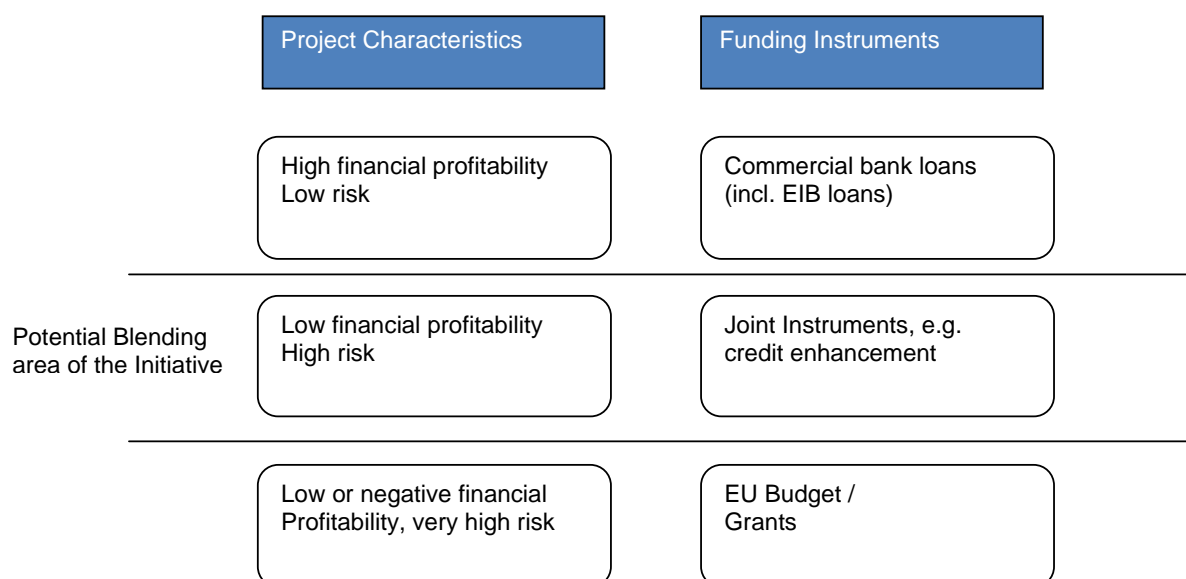 Project Characteristics
Funding Instruments
High financial profitability
Low risk
Commercial bank loans
(incl. EIB loans)
Potential Blending
area of the Initiative
Low financial profitability
High risk
Joint Instruments, e.g.
credit enhancement
Low or negative financial
Profitability, very high risk
EU Budget /
Grants